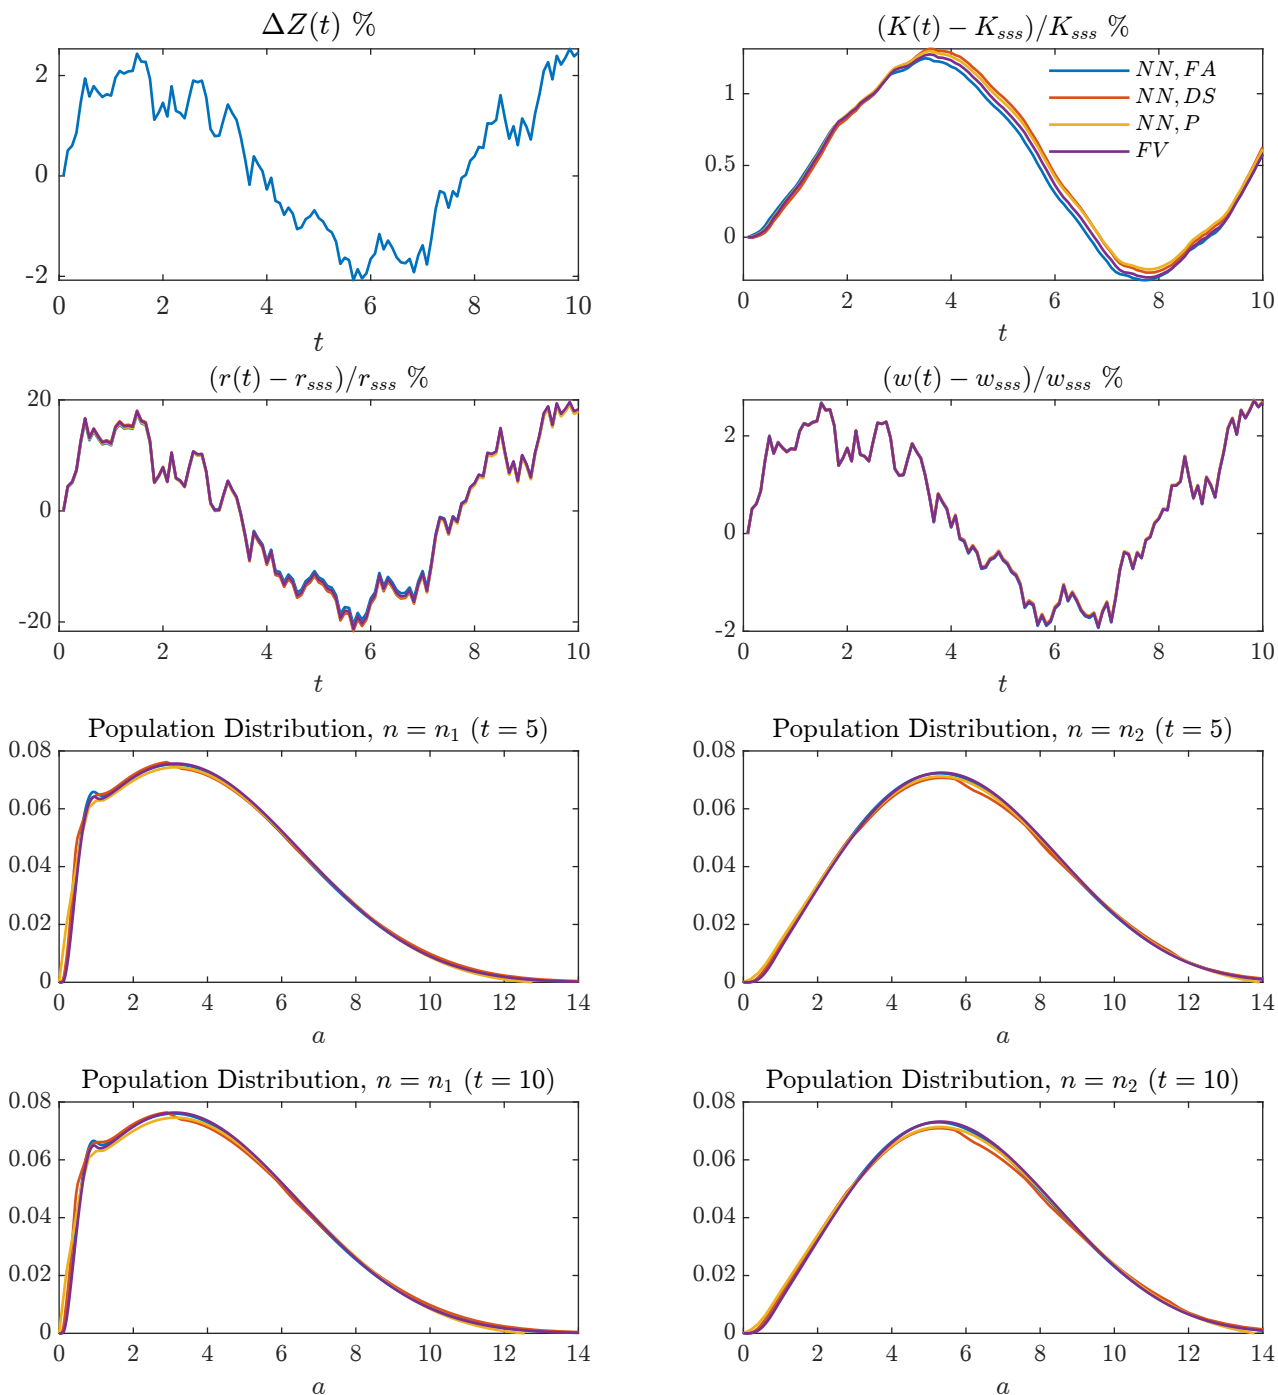 ΔZ(t) %
2
0
-2
0 2 4 6 8 10
t
(K(t) − K_sss)/K_sss %
1
0.5
0
NN, FA
NN, DS
NN, P
FV
0 2 4 6 8 10
t
(r(t) − r_sss)/r_sss %
20
0
-20
0 2 4 6 8 10
t
(w(t) − w_sss)/w_sss %
2
0
-2
0 2 4 6 8 10
t
Population Distribution, n = n_1 (t = 5)
0.08
0.06
0.04
0.02
0
0 2 4 6 8 10 12 14
a
Population Distribution, n = n_2 (t = 5)
0.08
0.06
0.04
0.02
0
0 2 4 6 8 10 12 14
a
Population Distribution, n = n_1 (t = 10)
0.08
0.06
0.04
0.02
0
0 2 4 6 8 10 12 14
a
Population Distribution, n = n_2 (t = 10)
0.08
0.06
0.04
0.02
0
0 2 4 6 8 10 12 14
a